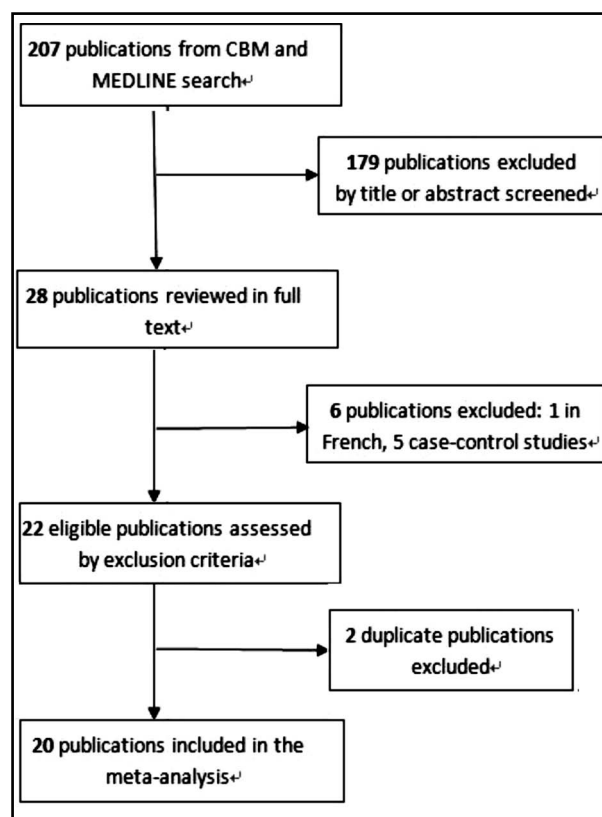 207 publications from CBM and
MEDLINE search↵
179 publications excluded
by title or abstract screened↵
28 publications reviewed in full
text↵
6 publications excluded: 1 in
French, 5 case-control studies↵
22 eligible publications assessed
by exclusion criteria↵
2 duplicate publications
excluded↵
20 publications included in the
meta-analysis↵